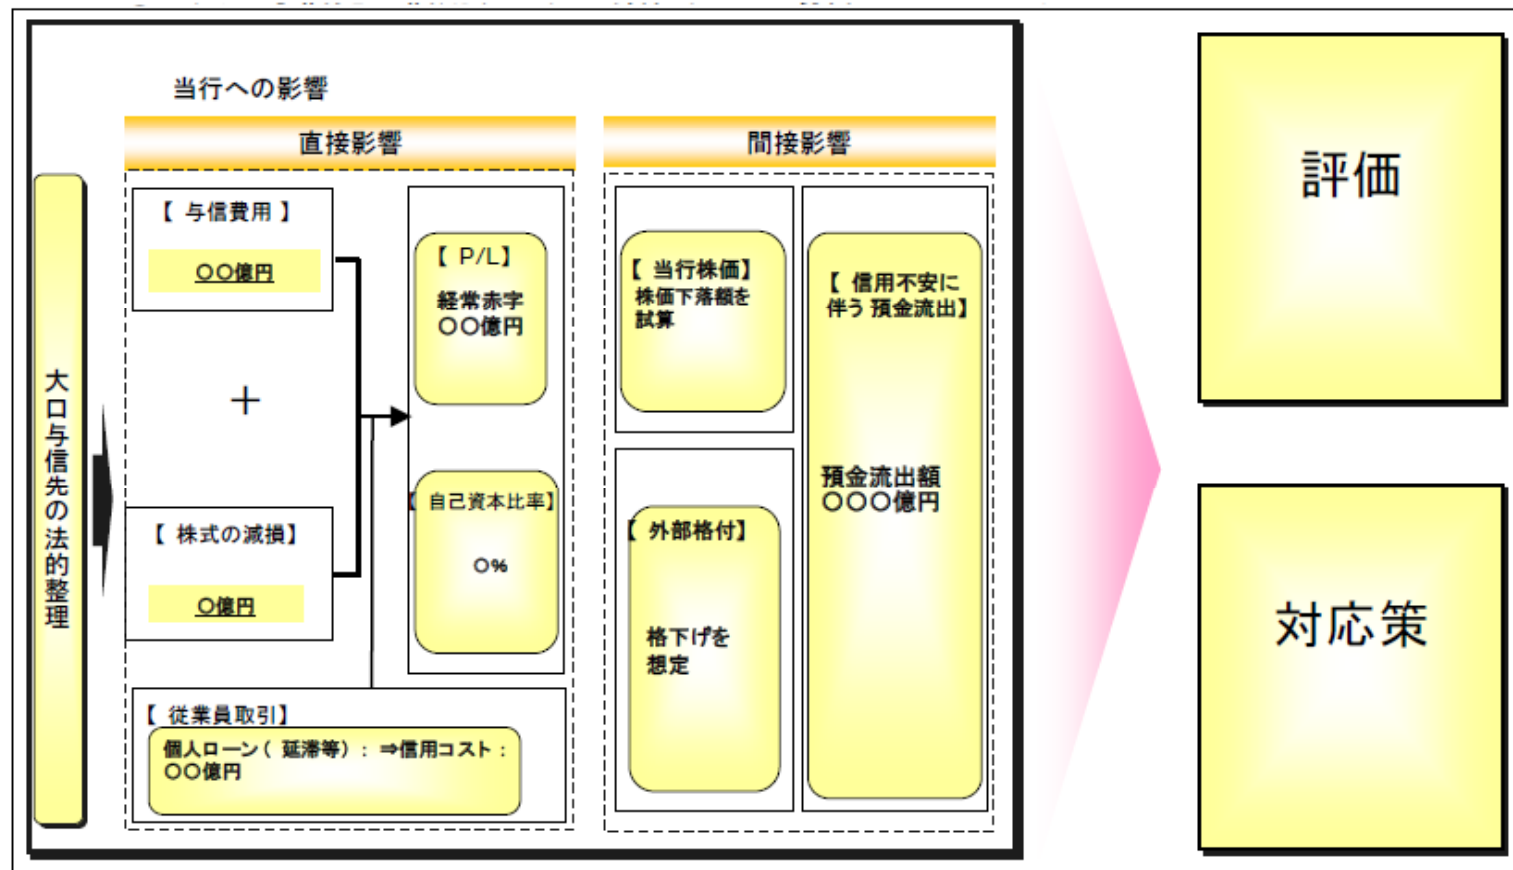 当行への影響
直接影響
間接影響
大口与信先の法的整理
【 与信費用 】
〇〇億円
＋
【 株式の減損】
〇億円
【 P/L】
経常赤字
〇〇億円
【 自己資本比率】
〇%
【 従業員取引】
個人ローン( 延滞等) : ⇒信用コスト :
〇〇億円
【 当行株価】
株価下落額を
試算
【 外部格付】
格下げを
想定
【 信用不安に
伴う 預金流出】
預金流出額
〇〇〇億円
評価
対応策